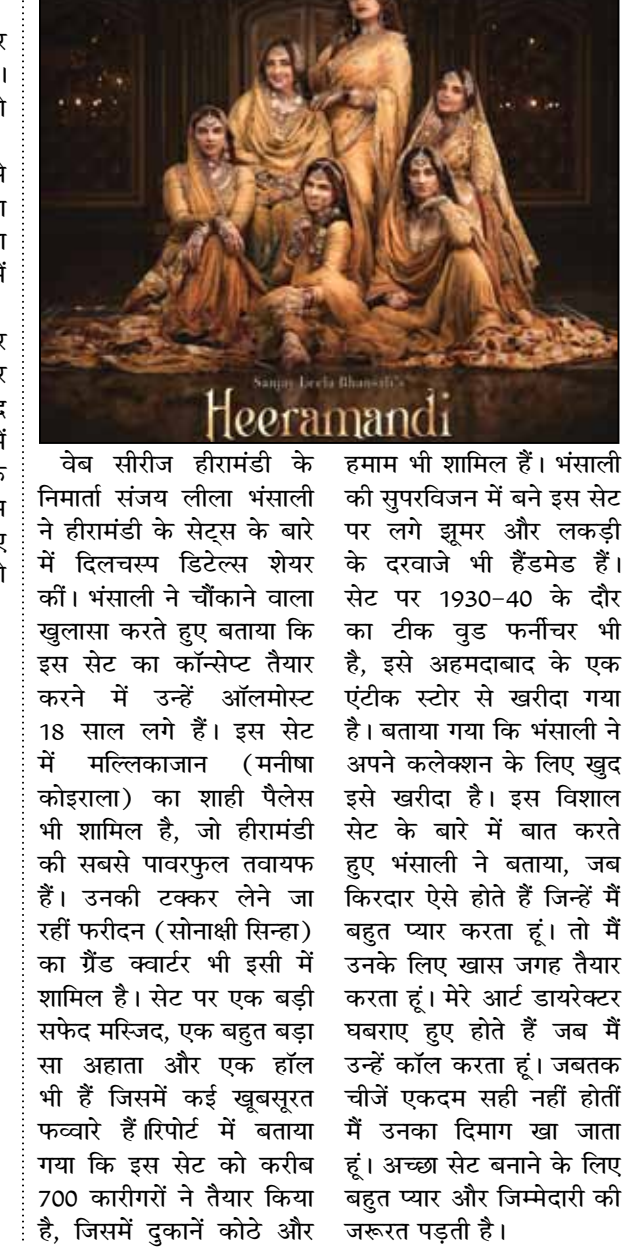 Sanjay Leela Bhansali's
Heeramandi
वेब सीरीज हीरामंडी के
निमार्ता संजय लीला भंसाली
ने हीरामंडी के सेट्स के बारे
में दिलचस्प डिटेल्स शेयर
कीं। भंसाली ने चौंकाने वाला
खुलासा करते हुए बताया कि
इस सेट का कॉन्सेप्ट तैयार
करने में उन्हें ऑलमोस्ट
18 साल लगे हैं। इस सेट
में मल्लिकाजान (मनीषा
कोइराला) का शाही पैलेस
भी शामिल है, जो हीरामंडी
की सबसे पावरफुल तवायफ
हैं। उनकी टक्कर लेने जा
रहीं फरीदन (सोनाक्षी सिन्हा)
का ग्रैंड क्वार्टर भी इसी में
शामिल है। सेट पर एक बड़ी
सफेद मस्जिद, एक बहुत बड़ा
सा अहाता और एक हॉल
भी हैं जिसमें कई खूबसूरत
फव्वारे हैं।रिपोर्ट में बताया
गया कि इस सेट को करीब
700 कारीगरों ने तैयार किया
है, जिसमें दुकानें कोठे और
हमाम भी शामिल हैं। भंसाली
की सुपरविजन में बने इस सेट
पर लगे झूमर और लकड़ी
के दरवाजे भी हैंडमेड हैं।
सेट पर 1930-40 के दौर
का टीक वुड फर्नीचर भी
है, इसे अहमदाबाद के एक
एंटीक स्टोर से खरीदा गया
है। बताया गया कि भंसाली ने
अपने कलेक्शन के लिए खुद
इसे खरीदा है। इस विशाल
सेट के बारे में बात करते
हुए भंसाली ने बताया, जब
किरदार ऐसे होते हैं जिन्हें मैं
बहुत प्यार करता हूं। तो मैं
उनके लिए खास जगह तैयार
करता हूं। मेरे आर्ट डायरेक्टर
घबराए हुए होते हैं जब मैं
उन्हें कॉल करता हूं। जबतक
चीजें एकदम सही नहीं होतीं
मैं उनका दिमाग खा जाता
हूं। अच्छा सेट बनाने के लिए
बहुत प्यार और जिम्मेदारी की
जरूरत पड़ती है।